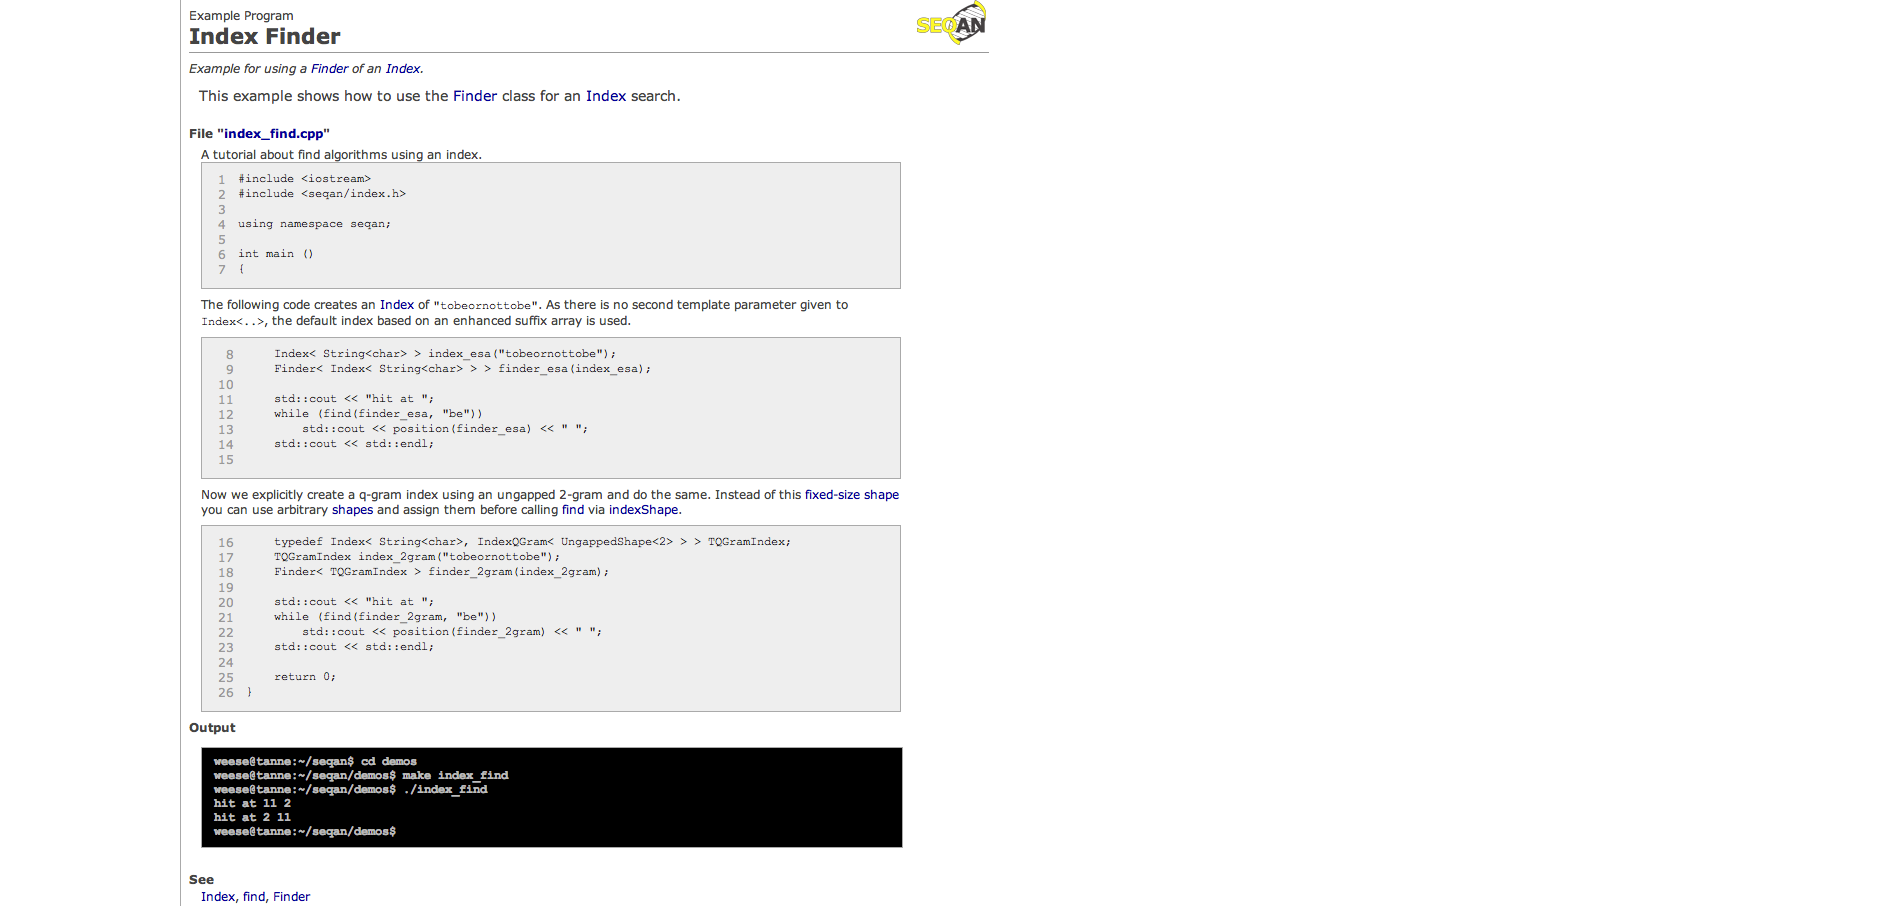 Example Program
Index Finder
SEQAN
Example for using a Finder of an Index.
This example shows how to use the Finder class for an Index search.
File "index_find.cpp"
A tutorial about find algorithms using an index.
1 #include <iostream>
2 #include <seqan/index.h>
3
4 using namespace seqan;
5
6 int main ()
7 {
The following code creates an Index of "tobeornottobe". As there is no second template parameter given to
Index<..>, the default index based on an enhanced suffix array is used.
8 Index< String<char> > index_esa("tobeornottobe");
9 Finder< Index< String<char> > > finder_esa(index_esa);
10
11 std::cout << "hit at ";
12 while (find(finder_esa, "be"))
13 std::cout << position(finder_esa) << " ";
14 std::cout << std::endl;
15
Now we explicitly create a q-gram index using an ungapped 2-gram and do the same. Instead of this fixed-size shape
you can use arbitrary shapes and assign them before calling find via indexShape.
16 typedef Index< String<char>, IndexQGram< UngappedShape<2> > > TQGramIndex;
17 TQGramIndex index_2gram("tobeornottobe");
18 Finder< TQGramIndex > finder_2gram(index_2gram);
19
20 std::cout << "hit at ";
21 while (find(finder_2gram, "be"))
22 std::cout << position(finder_2gram) << " ";
23 std::cout << std::endl;
24
25 return 0;
26 }
Output
weese@tanne:~/seqan$ cd demos
weese@tanne:~/seqan/demos$ make index_find
weese@tanne:~/seqan/demos$ ./index_find
hit at 11 2
hit at 2 11
weese@tanne:~/seqan/demos$
See
Index, find, Finder